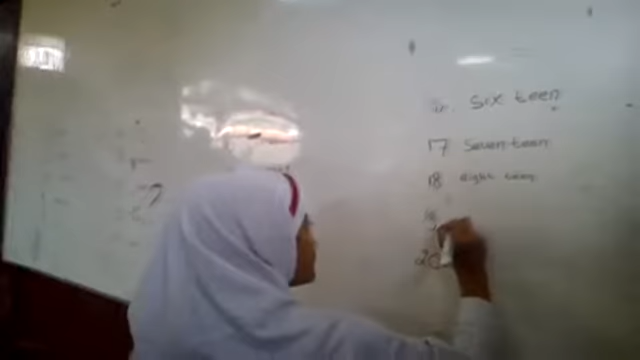 16. Six teen
17 Seven teen
18 eight teen
19
20